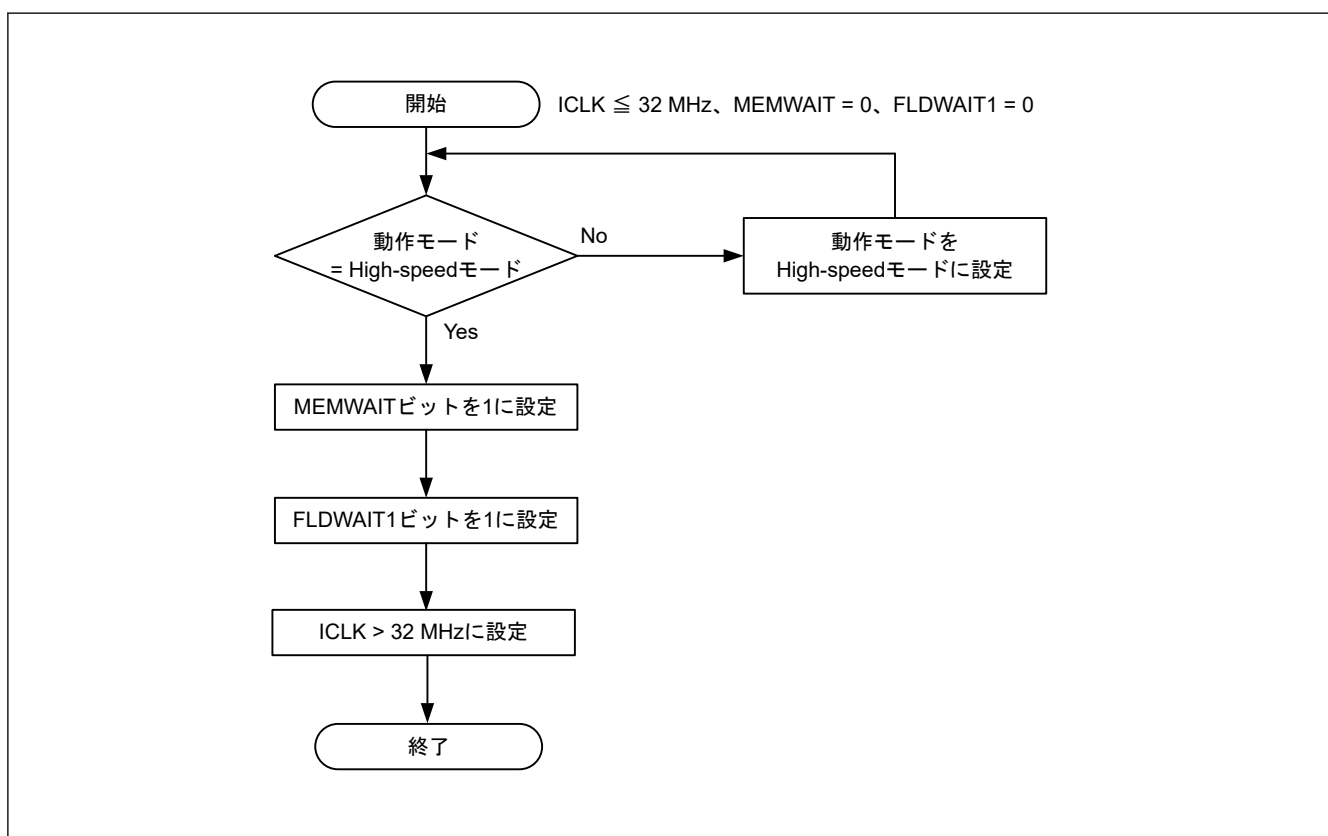 開始
ICLK ≦ 32 MHz、MEMWAIT = 0、FLDWAIT1 = 0
動作モード
= High-speedモード
No
動作モードを
High-speedモードに設定
Yes
MEMWAITビットを1に設定
FLDWAIT1ビットを1に設定
ICLK > 32 MHzに設定
終了